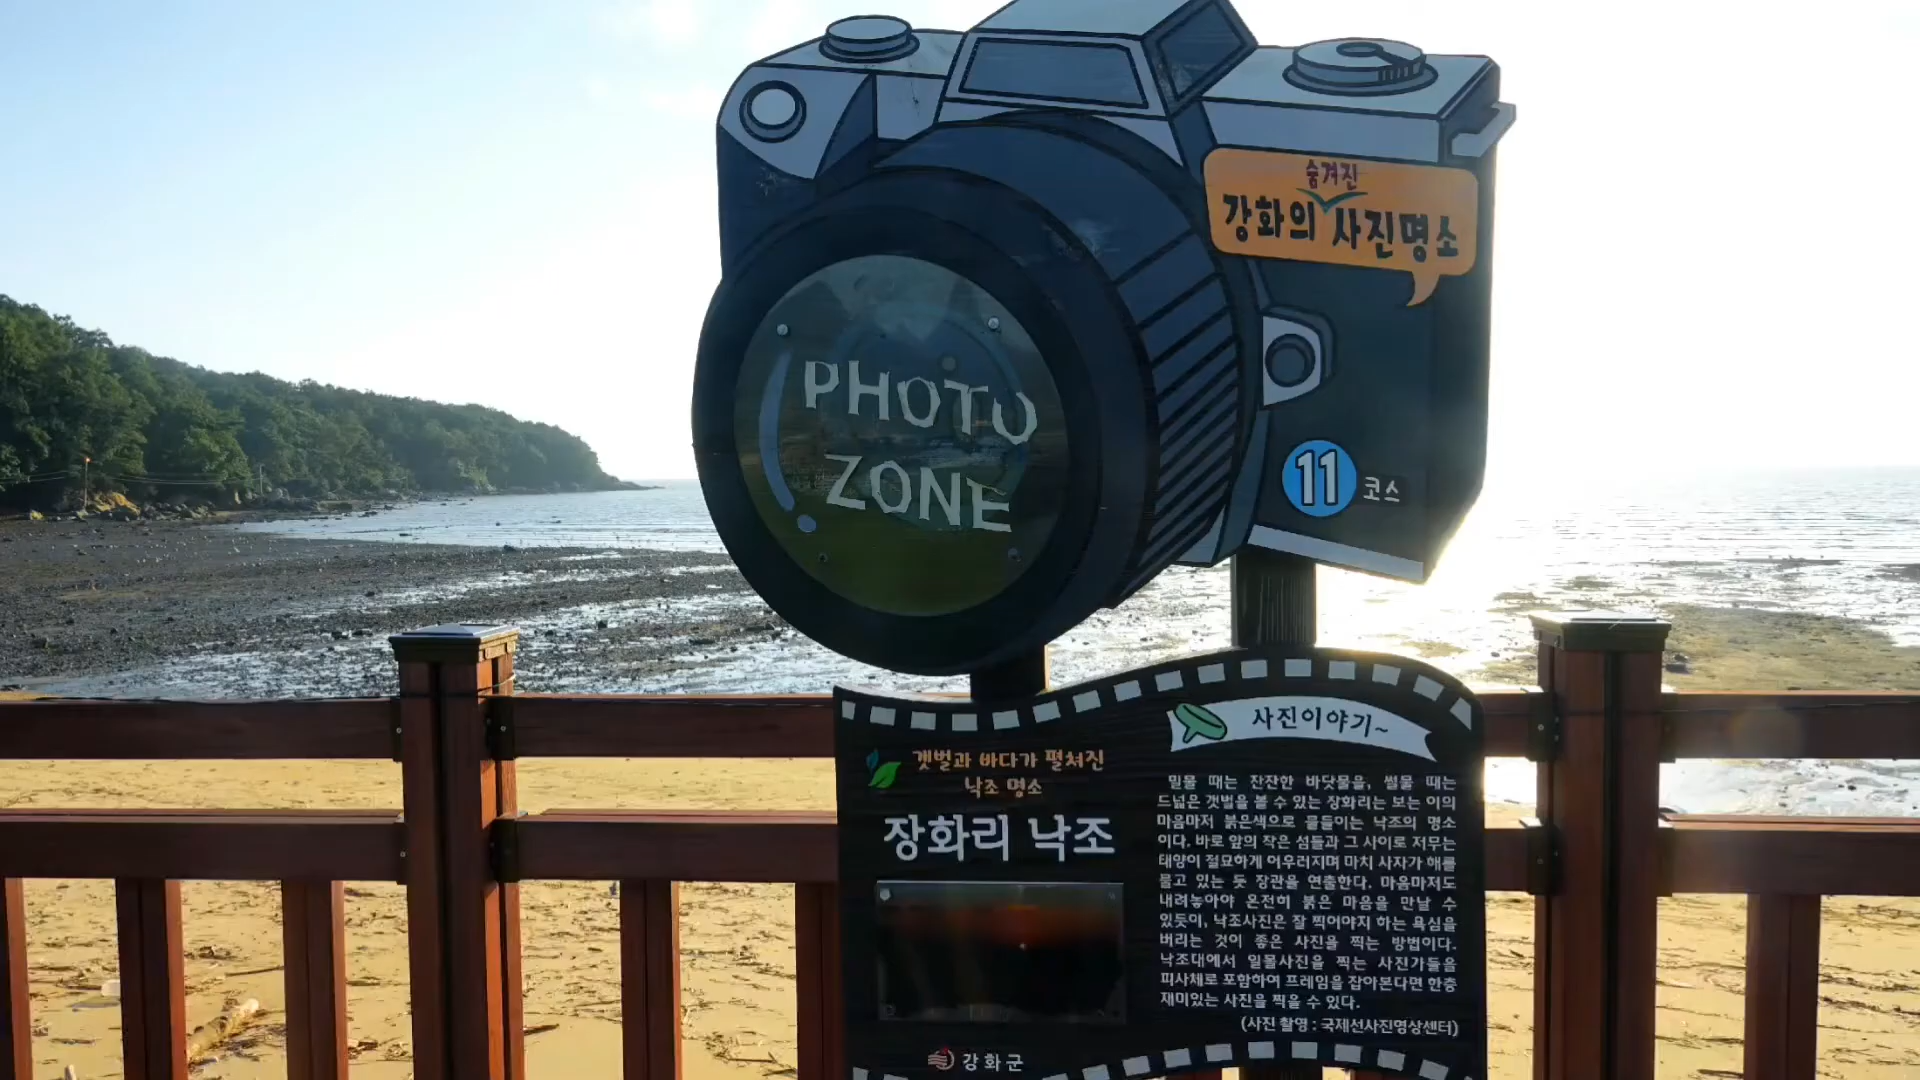 숨겨진
강화의 사진명소
PHOTO
ZONE
11 코스
갯벌과 바다가 펼쳐진
낙조 명소
장화리 낙조
강화군
사진이야기~
밀물 때는 잔잔한 바닷물을, 썰물 때는
드넓은 갯벌을 볼 수 있는 장화리는 보는 이의
마음마저 붉은색으로 물들이는 낙조의 명소
이다. 바로 앞의 작은 섬들과 그 사이로 저무는
태양이 절묘하게 어우러지며 마치 사자가 해를
물고 있는 듯 장관을 연출한다. 마음마저도
내려놓아야 온전히 붉은 마음을 만날 수
있듯이, 낙조사진은 잘 찍어야지 하는 욕심을
버리는 것이 좋은 사진을 찍는 방법이다.
낙조대에서 일몰사진을 찍는 사진가들을
피사체로 포함하여 프레임을 잡아본다면 한층
재미있는 사진을 찍을 수 있다.
(사진 촬영 : 국제선사진영상센터)